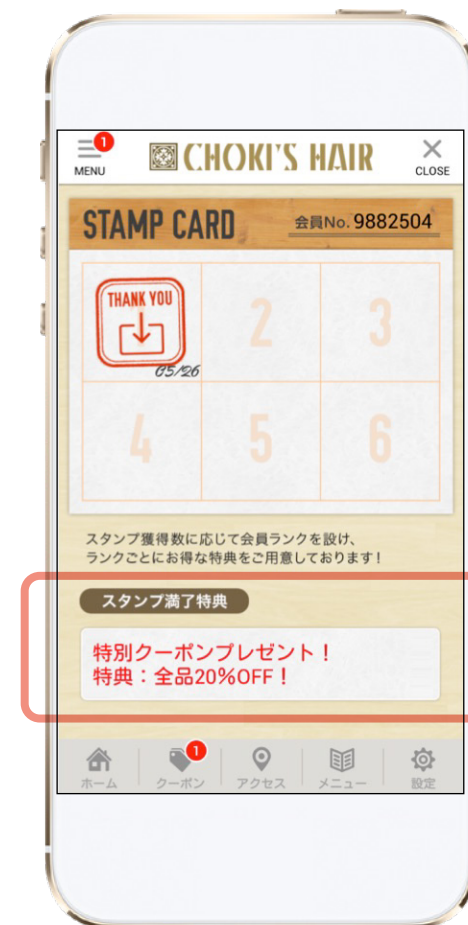 1
MENU
CHOKI'S HAIR
CLOSE
STAMP CARD
会員No. 9882504
THANK YOU
05/26
2
3
4
5
6
スタンプ獲得数に応じて会員ランクを設け、
ランクごとにお得な特典をご用意しております!
スタンプ満了特典
特別クーポンプレゼント!
特典:全品20%OFF!
1
ホーム
クーポン
アクセス
メニュー
設定